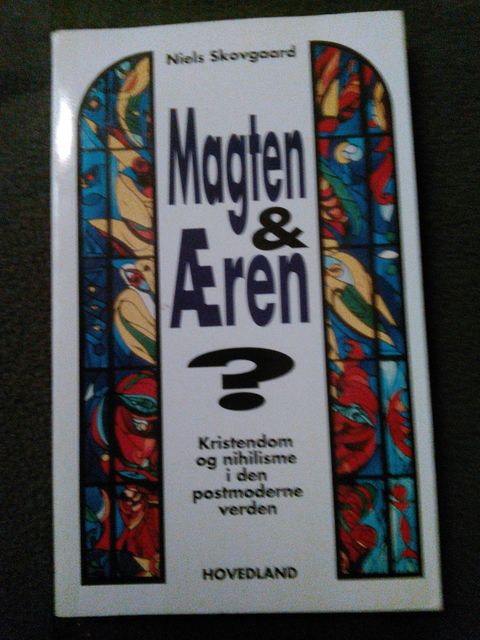 Niels Skovgaard
Magten
&
Æren
?
Kristendom
og nihilisme
i den
postmoderne
verden
HOVEDLAND